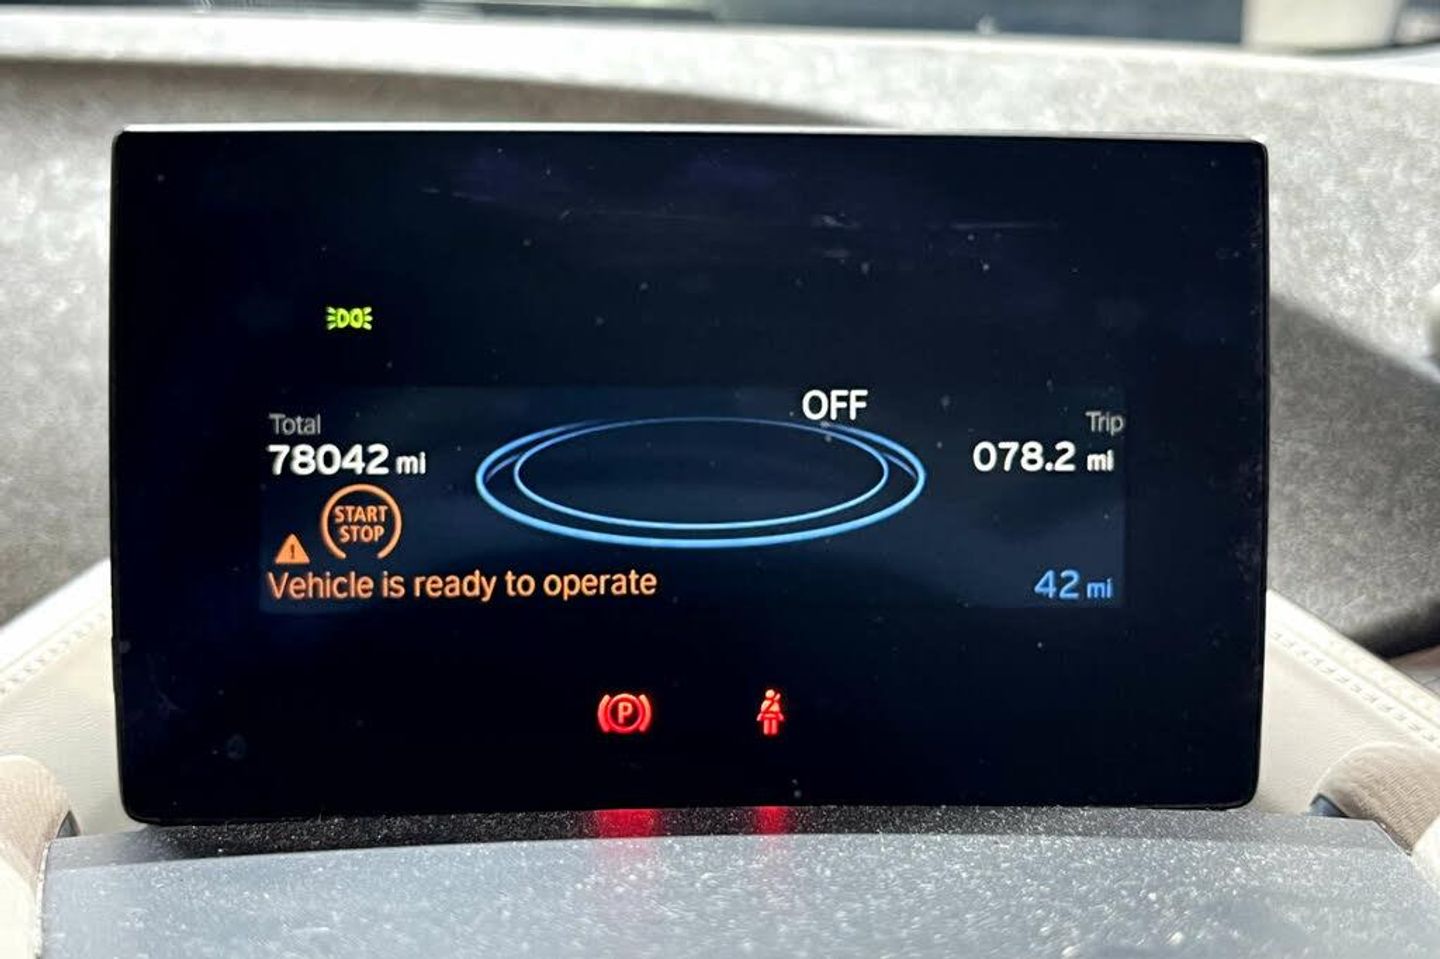 OFF
Total
Trip
78042 mi
078.2 mi
START
STOP
Vehicle is ready to operate
42 mi
P